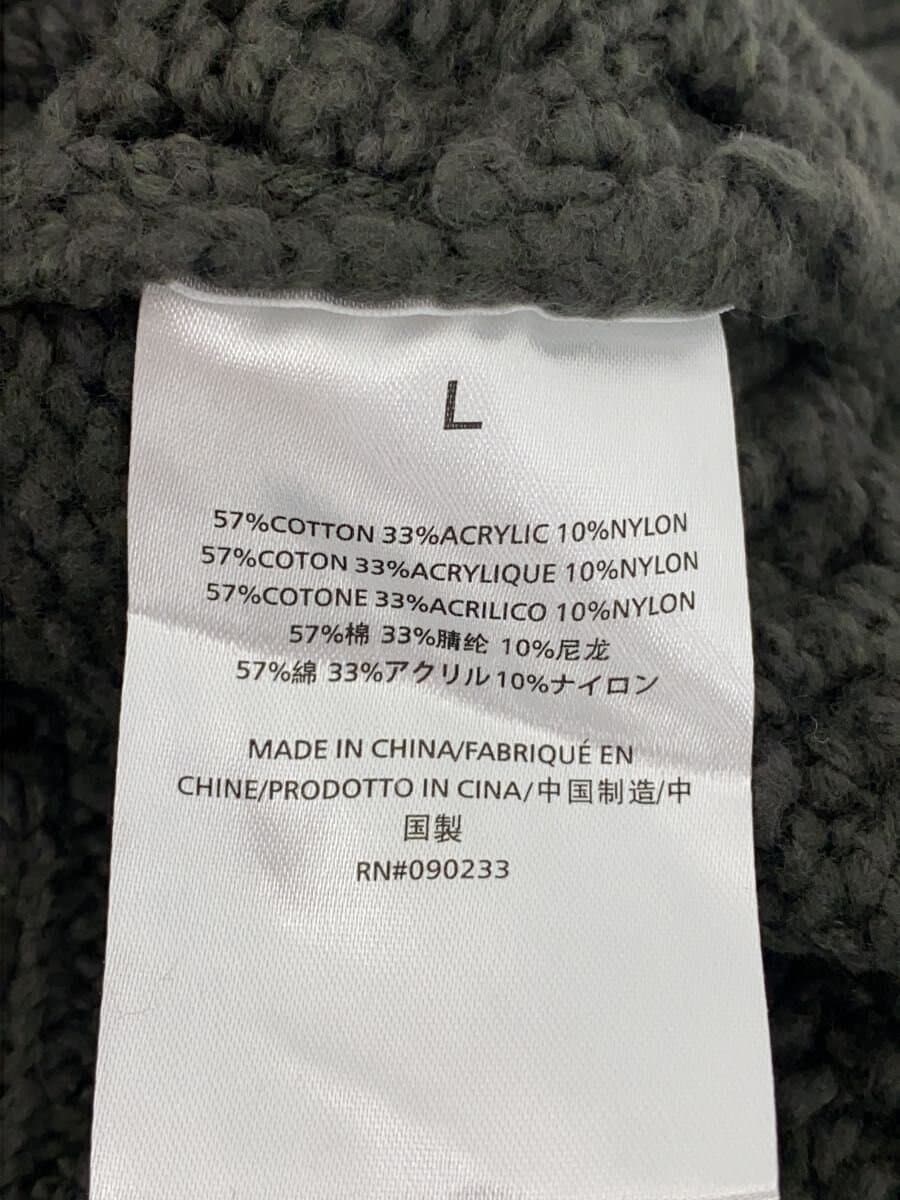 L
57%COTTON 33%ACRYLIC 10%NYLON
57%COTON 33%ACRYLIQUE 10%NYLON
57%COTONE 33%ACRILICO 10%NYLON
57%棉 33%腈纶 10%尼龙
57%綿 33%アクリル 10%ナイロン
MADE IN CHINA/FABRIQUÉ EN
CHINE/PRODOTTO IN CINA/中国制造/中
国製
RN#090233